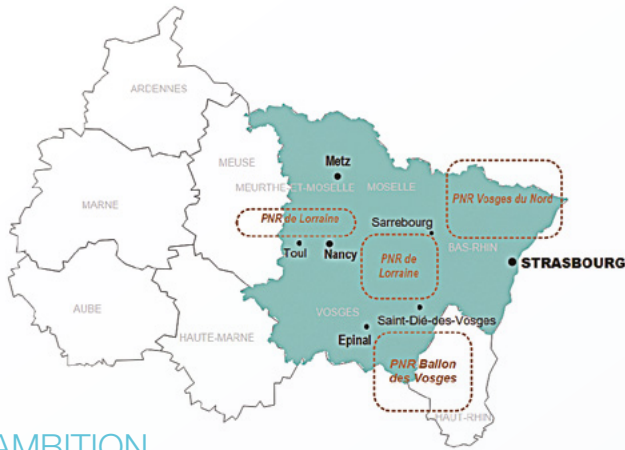 ARDENNES
MEUSE
Metz
MEURTHE-ET-MOSELLE
MOSELLE
PNR Vosges du Nord
MARNE
PNR de Lorraine
Sarrebourg
BAS-RHIN
Toul
Nancy
PNR de
Lorraine
STRASBOURG
AUBE
VOSGES
Saint-Dié-des-Vosges
HAUTE-MARNE
Epinal
PNR Ballon
des Vosges
HAUT-RHIN
AMBITION